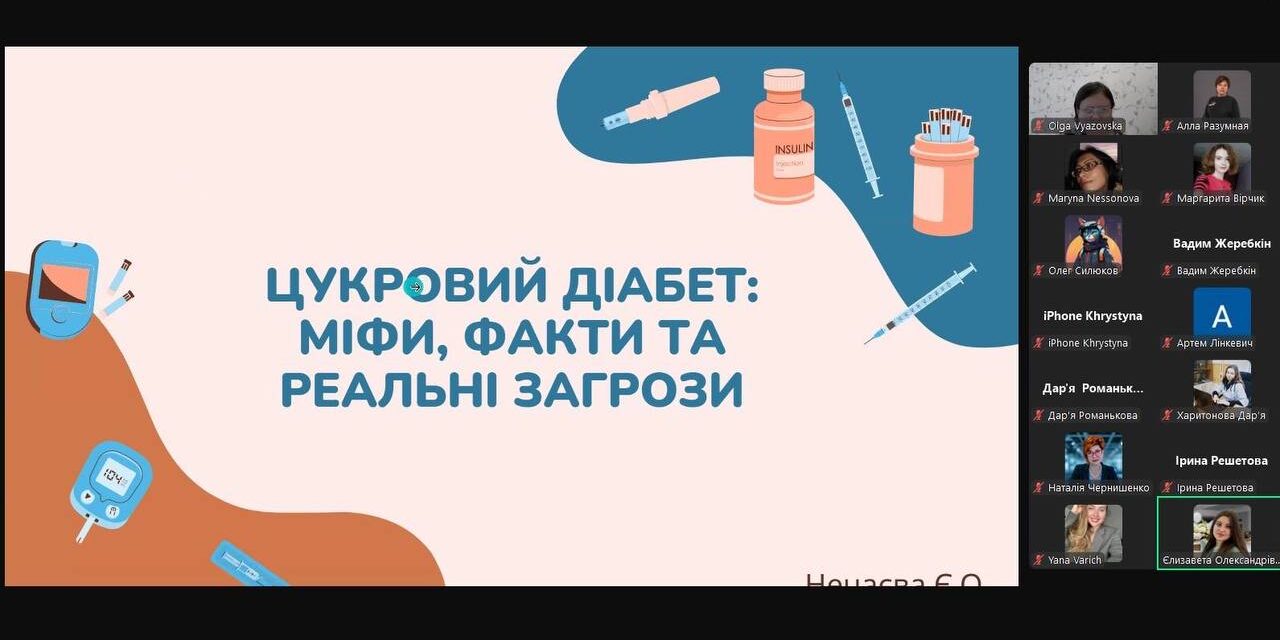 INSULIN
Injection
ЦУКРОВИЙ ДІАБЕТ:
МІФИ, ФАКТИ ТА
РЕАЛЬНІ ЗАГРОЗИ
104
Нечаєва Є.О.
Olga Vyazovska
Алла Разумная
Maryna Nessonova
Маргарита Вірчик
Олег Силюков
Вадим Жеребкін
Вадим Жеребкін
iPhone Khrystyna
iPhone Khrystyna
А
Артем Лінкевич
Дар'я Романьк...
Дар'я Романькова
Харитонова Дар'я
Наталія Чернишенко
Ірина Решетова
Ірина Решетова
Yana Varich
Єлизавета Олександрів...